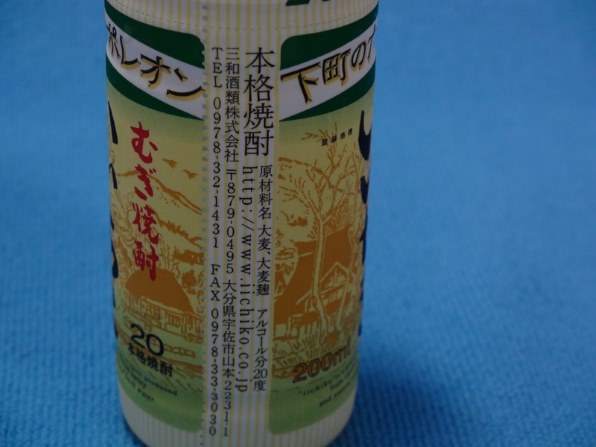 ポレオン
下町のナ
本格焼酎
原材料名 大麦、大麦麹 アルコール分20度
http://www.iichiko.co.jp
三和酒類株式会社 〒879-0495 大分県宇佐市山本2231-1
TEL 0978-32-1431 FAX 0978-33-3030
むぎ焼酎
20
本格焼酎
200ml